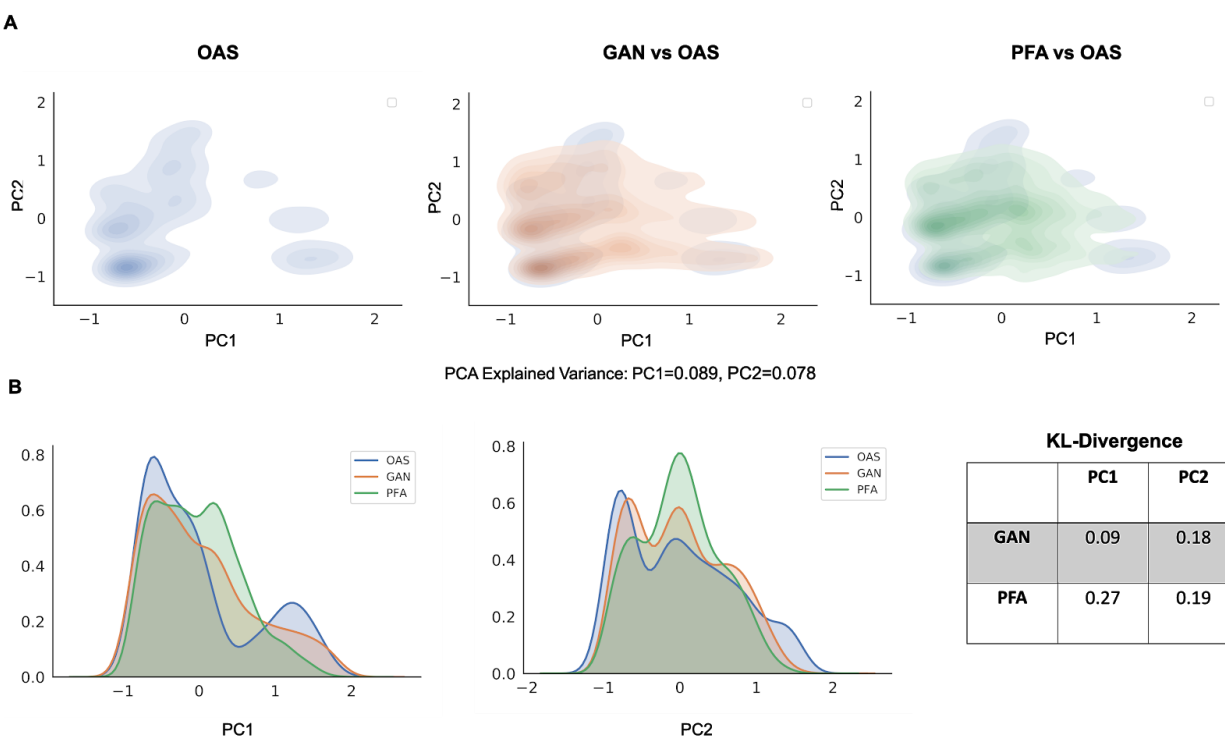 A
OAS
GAN vs OAS
PFA vs OAS
2
1
0
−1
PC2
−1
0
1
2
PC1
2
1
0
−1
PC2
−1
0
1
2
PC1
2
1
0
−1
PC2
−1
0
1
2
PC1
PCA Explained Variance: PC1=0.089, PC2=0.078
B
0.8
0.6
0.4
0.2
0.0
−1
0
1
2
PC1
OAS
GAN
PFA
0.8
0.6
0.4
0.2
0.0
−2
−1
0
1
2
PC2
OAS
GAN
PFA
KL-Divergence
PC1 PC2
GAN 0.09 0.18
PFA 0.27 0.19